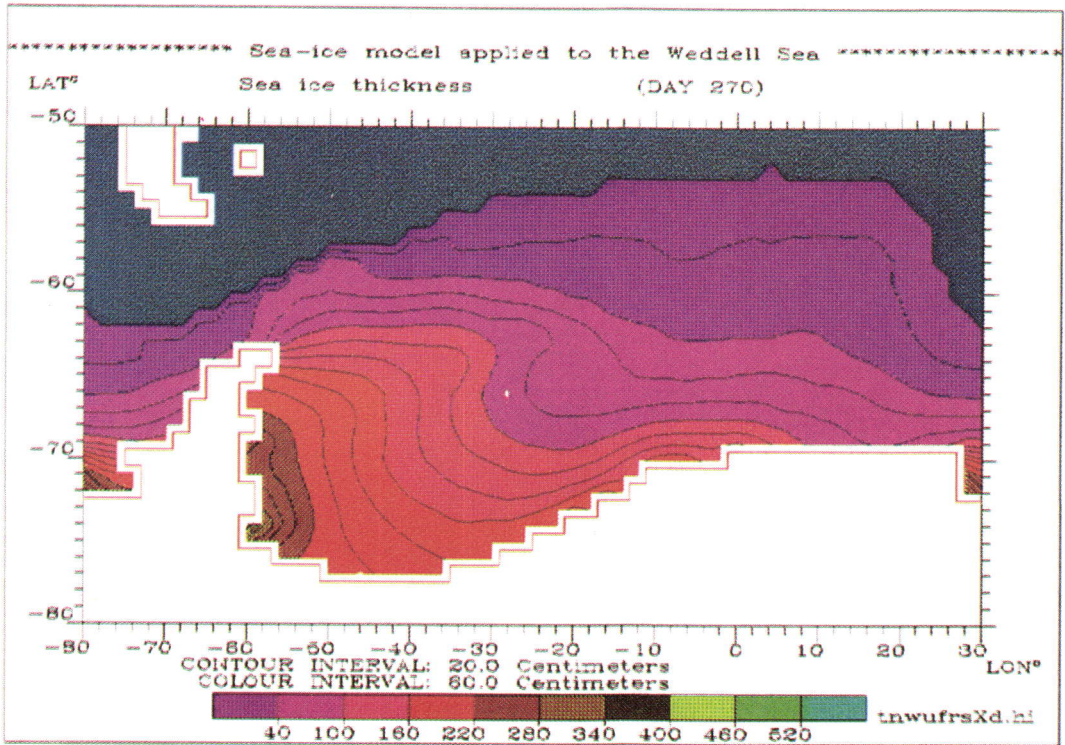 ********************** Sea-ice model applied to the Weddell Sea **********************
LAT°
Sea ice thickness (DAY 270)
-50
-60
-70
-80
-80 -70 -60 -50 -40 -30 -20 -10 0 10 20 30
LON°
CONTOUR INTERVAL: 20.0 Centimeters
COLOUR INTERVAL: 60.0 Centimeters
40 100 160 220 280 340 400 460 520
tnwufrsXd.hi